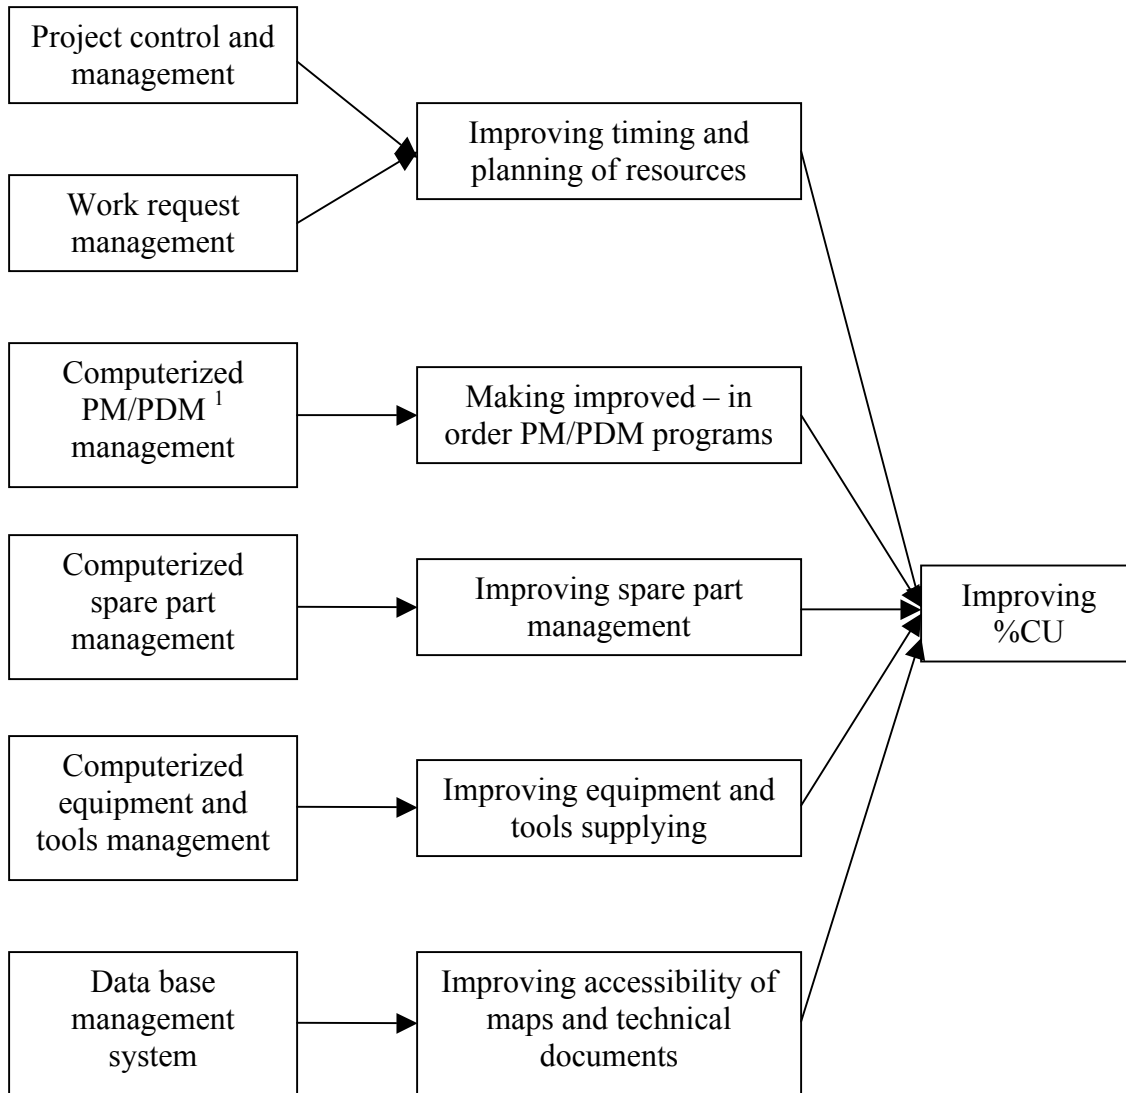 Project control and
management
Improving timing and
planning of resources
Work request
management
Computerized
PM/PDM ¹
management
Making improved – in
order PM/PDM programs
Computerized
spare part
management
Improving spare part
management
Improving
%CU
Computerized
equipment and
tools management
Improving equipment and
tools supplying
Data base
management
system
Improving accessibility of
maps and technical
documents